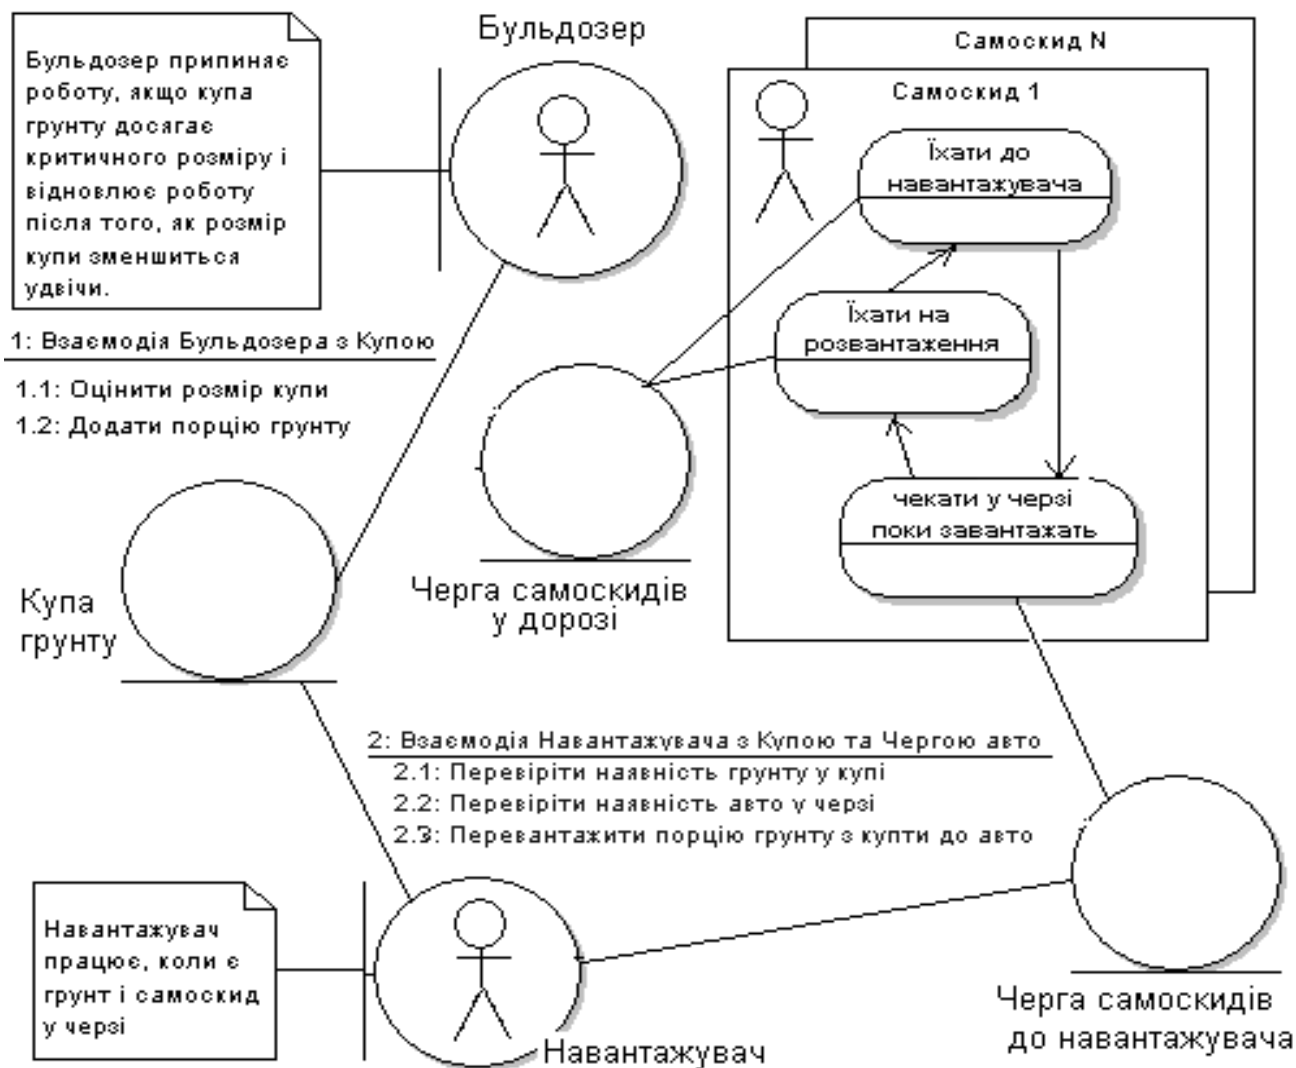 Бульдозер
Бульдозер припиняє
роботу, якщо купа
грунту досягає
критичного розміру і
відновлює роботу
після того, як розмір
купи зменшиться
удвічи.
Самоскид N
Самоскид 1
Їхати до
навантажувача
Їхати на
розвантаження
чекати у черзі
поки завантажать
1: Взаємодія Бульдозера з Купою
1.1: Оцінити розмір купи
1.2: Додати порцію грунту
Черга самоскидів
у дорозі
Купа
грунту
2: Взаємодія Навантажувача з Купою та Чергою авто
2.1: Перевіріти наявність грунту у купі
2.2: Перевіріти наявність авто у черзі
2.3: Перевантажити порцію грунту з купти до авто
Навантажувач
працює, коли є
грунт і самоскид
у черзі
Навантажувач
Черга самоскидів
до навантажувача